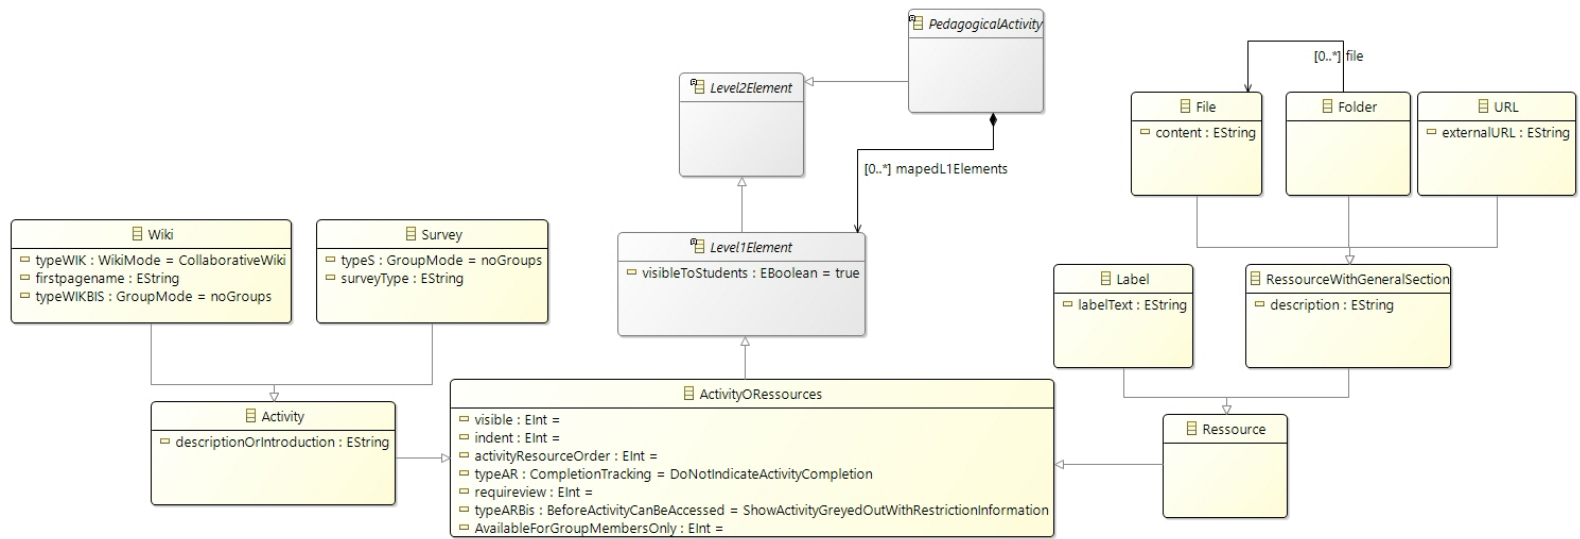 PedagogicalActivity
Level2Element
[0..*] file
File
content : EString
Folder
URL
externalURL : EString
[0..*] mapedL1Elements
Wiki
typeWIK : WikiMode = CollaborativeWiki
firstpagename : EString
typeWIKBIS : GroupMode = noGroups
Survey
typeS : GroupMode = noGroups
surveyType : EString
Level1Element
visibleToStudents : EBoolean = true
Label
labelText : EString
RessourceWithGeneralSection
description : EString
Activity
descriptionOrIntroduction : EString
ActivityORessources
visible : EInt =
indent : EInt =
activityResourceOrder : EInt =
typeAR : CompletionTracking = DoNotIndicateActivityCompletion
requireview : EInt =
typeARBis : BeforeActivityCanBeAccessed = ShowActivityGreyedOutWithRestrictionInformation
AvailableForGroupMembersOnly : EInt =
Ressource